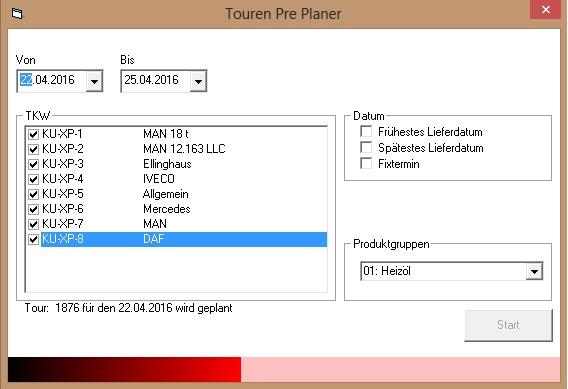 Touren Pre Planer
Von Bis
22.04.2016 25.04.2016
TKW
KU-XP-1 MAN 18 t
KU-XP-2 MAN 12.163 LLC
KU-XP-3 Ellinghaus
KU-XP-4 IVECO
KU-XP-5 Allgemein
KU-XP-6 Mercedes
KU-XP-7 MAN
KU-XP-8 DAF
Datum
Frühestes Lieferdatum
Spätestes Lieferdatum
Fixtermin
Produktgruppen
01: Heizöl
Tour: 1876 für den 22.04.2016 wird geplant
Start